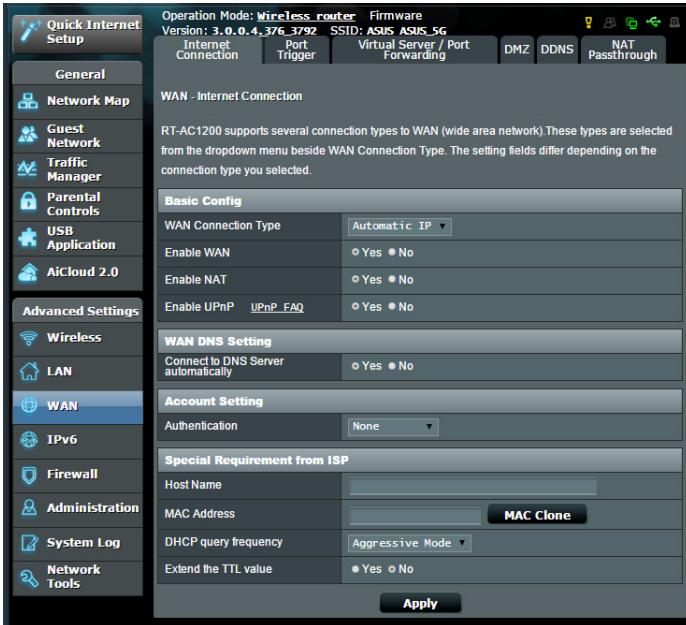 Quick Internet
Setup
General
Network Map
Guest
Network
Traffic
Manager
Parental
Controls
USB
Application
AiCloud 2.0
Advanced Settings
Wireless
LAN
WAN
IPv6
Firewall
Administration
System Log
Network
Tools
Operation Mode: Wireless router Firmware
Version: 3.0.0.4.376_3792 SSID: ASUS ASUS_5G
Internet
Connection
Port
Trigger
Virtual Server / Port
Forwarding
DMZ
DDNS
NAT
Passthrough
WAN - Internet Connection
RT-AC1200 supports several connection types to WAN (wide area network).These types are selected
from the dropdown menu beside WAN Connection Type. The setting fields differ depending on the
connection type you selected.
Basic Config
WAN Connection Type Automatic IP
Enable WAN Yes No
Enable NAT Yes No
Enable UPnP UPnP FAQ Yes No
WAN DNS Setting
Connect to DNS Server
automatically Yes No
Account Setting
Authentication None
Special Requirement from ISP
Host Name
MAC Address MAC Clone
DHCP query frequency Aggressive Mode
Extend the TTL value Yes No
Apply